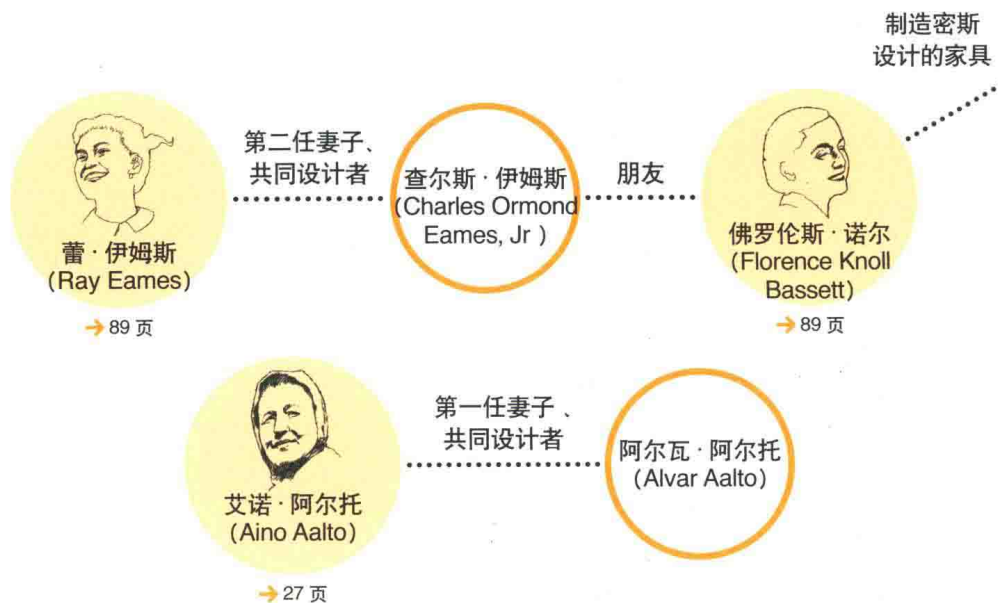 制造密斯
设计的家具
第二任妻子、
共同设计者
查尔斯·伊姆斯
(Charles Ormond
Eames, Jr )
朋友
蕾·伊姆斯
(Ray Eames)
→ 89 页
佛罗伦斯·诺尔
(Florence Knoll
Bassett)
→ 89 页
第一任妻子、
共同设计者
艾诺·阿尔托
(Aino Aalto)
→ 27 页
阿尔瓦·阿尔托
(Alvar Aalto)